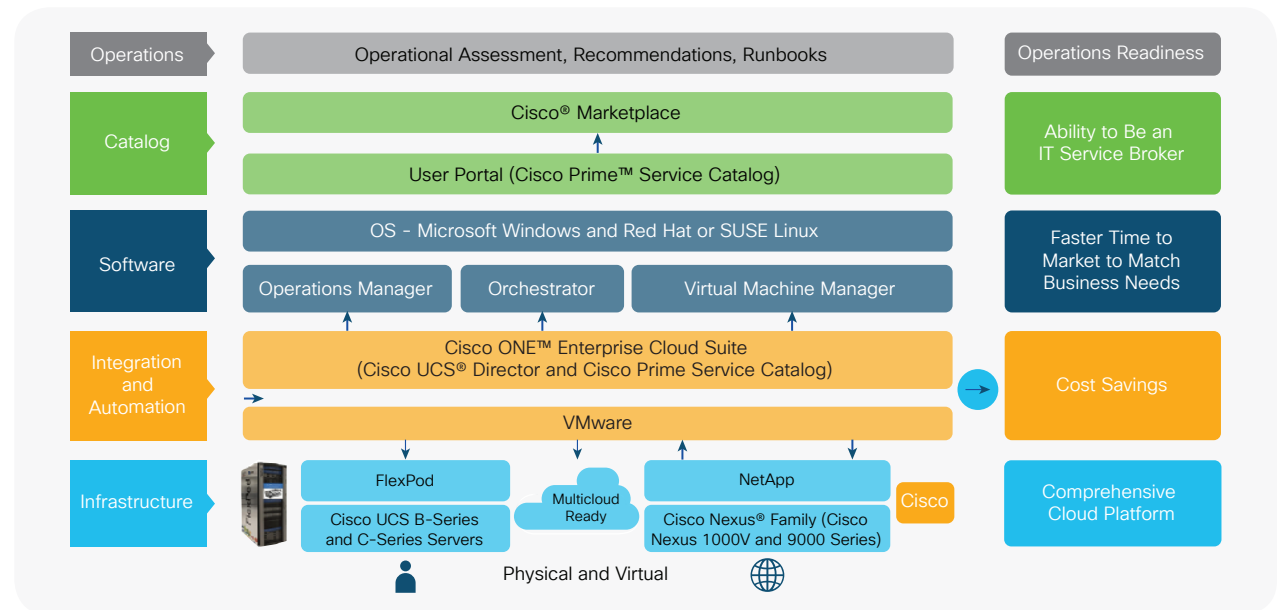 Operations
Operational Assessment, Recommendations, Runbooks
Operations Readiness
Catalog
Cisco® Marketplace
User Portal (Cisco Prime™ Service Catalog)
Ability to Be an
IT Service Broker
Software
OS - Microsoft Windows and Red Hat or SUSE Linux
Operations Manager
Orchestrator
Virtual Machine Manager
Faster Time to
Market to Match
Business Needs
Integration
and
Automation
Cisco ONE™ Enterprise Cloud Suite
(Cisco UCS® Director and Cisco Prime Service Catalog)
VMware
Cost Savings
Infrastructure
FlexPod
FlexPod
Cisco UCS B-Series
and C-Series Servers
Multicloud
Ready
NetApp
Cisco Nexus® Family (Cisco
Nexus 1000V and 9000 Series)
Cisco
Comprehensive
Cloud Platform
Physical and Virtual